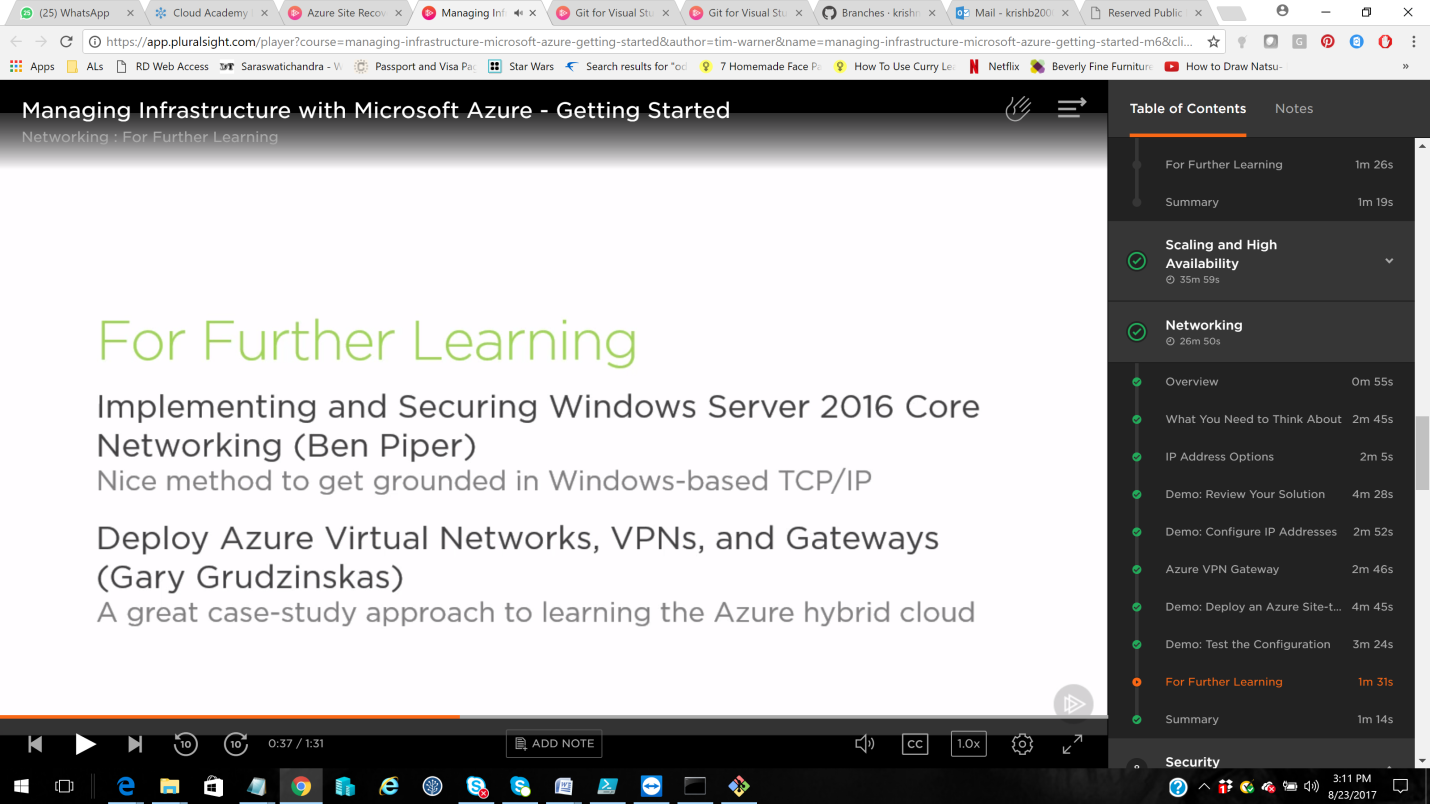 (25) WhatsApp
Cloud Academy
Azure Site Recov
Managing Inf
Git for Visual Stu
Git for Visual Stu
Branches · krishn
Mail - krishb200
Reserved Public
https://app.pluralsight.com/player?course=managing-infrastructure-microsoft-azure-getting-started&author=tim-warner&name=managing-infrastructure-microsoft-azure-getting-started-m6&cli...
Apps
ALs
RD Web Access
Saraswatichandra - W
Passport and Visa Pa
Star Wars
Search results for "od
7 Homemade Face Pa
How To Use Curry Le
Netflix
Beverly Fine Furniture
How to Draw Natsu-
»
Managing Infrastructure with Microsoft Azure - Getting Started
Networking : For Further Learning
For Further Learning
Implementing and Securing Windows Server 2016 Core
Networking (Ben Piper)
Nice method to get grounded in Windows-based TCP/IP
Deploy Azure Virtual Networks, VPNs, and Gateways
(Gary Grudzinskas)
A great case-study approach to learning the Azure hybrid cloud
10
10
0:37 / 1:31
ADD NOTE
CC
1.0x
Table of Contents
Notes
For Further Learning 1m 26s
Summary 1m 19s
Scaling and High
Availability
35m 59s
Networking
26m 50s
Overview 0m 55s
What You Need to Think About 2m 45s
IP Address Options 2m 5s
Demo: Review Your Solution 4m 28s
Demo: Configure IP Addresses 2m 52s
Azure VPN Gateway 2m 46s
Demo: Deploy an Azure Site-t... 4m 45s
Demo: Test the Configuration 3m 24s
For Further Learning 1m 31s
Summary 1m 14s
Security
3:11 PM
8/23/2017